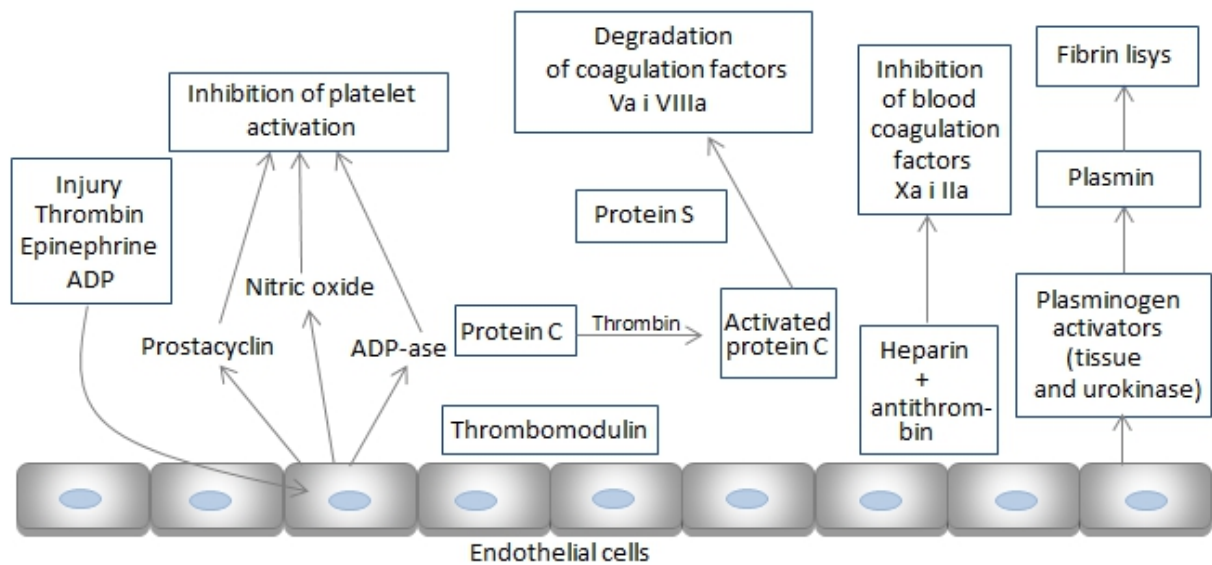 Degradation
of coagulation factors
Va i VIIIa
Fibrin lisys
Inhibition
of blood
coagulation
factors
Xa i IIa
Inhibition of platelet
activation
Injury
Thrombin
Epinephrine
ADP
Plasmin
Protein S
Nitric oxide
Prostacyclin
ADP-ase
Protein C
Thrombin
Activated
protein C
Heparin
+
antithrom-
bin
Plasminogen
activators
(tissue
and urokinase)
Thrombomodulin
Endothelial cells